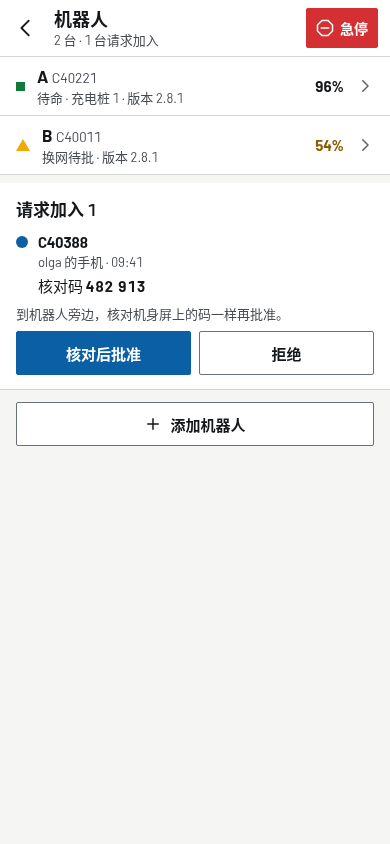 机器人
2 台 · 1 台请求加入
急停
A C40221
待命 · 充电桩 1 · 版本 2.8.1
96%
B C40011
换网待批 · 版本 2.8.1
54%
请求加入 1
C40388
olga 的手机 · 09:41
核对码 482 913
到机器人旁边，核对机身屏上的码一样再批准。
核对后批准
拒绝
添加机器人